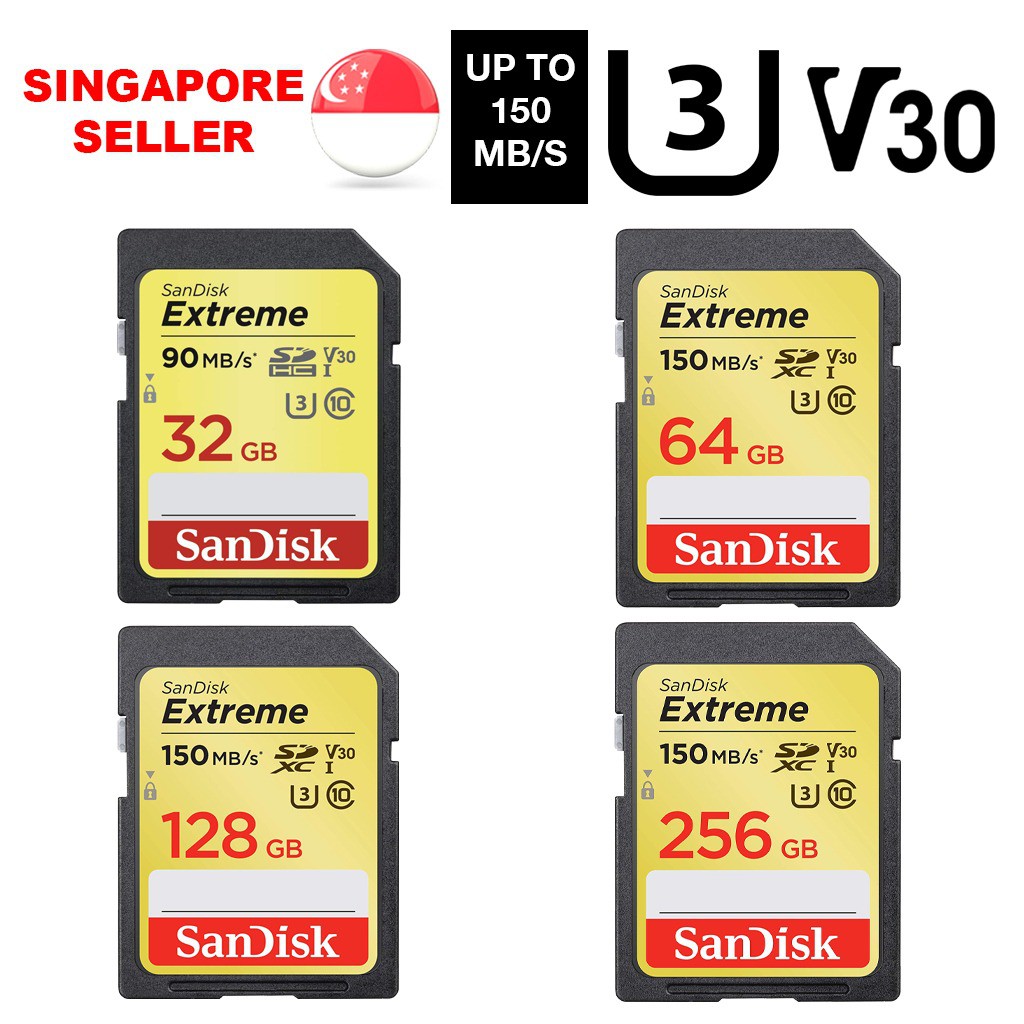 SINGAPORE
SELLER
UP TO
150
MB/S
3
V30
SanDisk
Extreme
90 MB/s*
SD
HC
V30
I
3
10
32 GB
SanDisk
SanDisk
Extreme
150 MB/s*
SD
XC
V30
I
3
10
64 GB
SanDisk
SanDisk
Extreme
150 MB/s*
SD
XC
V30
I
3
10
128 GB
SanDisk
SanDisk
Extreme
150 MB/s*
SD
XC
V30
I
3
10
256 GB
SanDisk